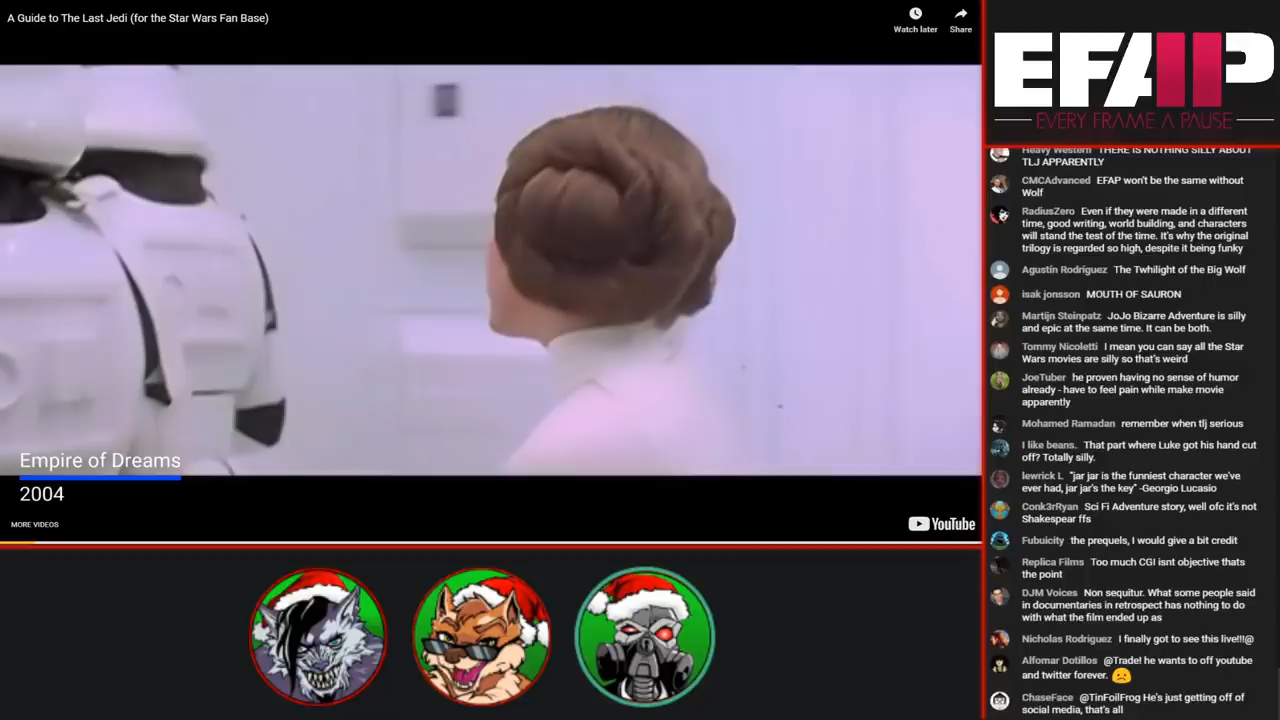 A Guide to The Last Jedi (for the Star Wars Fan Base)
Watch later
Share
Empire of Dreams
2004
MORE VIDEOS
YouTube
EFAP
EVERY FRAME A PAUSE
Heavy Western THERE IS NOTHING SILLY ABOUT
TLJ APPARENTLY
CMCAdvanced EFAP won't be the same without
Wolf
RadiusZero Even if they were made in a different
time, good writing, world building, and characters
will stand the test of the time. It's why the original
trilogy is regarded so high, despite it being funky
Agustín Rodríguez The Twhilight of the Big Wolf
isak jonsson MOUTH OF SAURON
Martijn Steinpatz JoJo Bizarre Adventure is silly
and epic at the same time. It can be both.
Tommy Nicoletti I mean you can say all the Star
Wars movies are silly so that's weird
JoeTuber he proven having no sense of humor
already - have to feel pain while make movie
apparently
Mohamed Ramadan remember when tlj serious
I like beans. That part where Luke got his hand cut
off? Totally silly.
lewrick L "jar jar is the funniest character we've
ever had, jar jar's the key" -Georgio Lucasio
Conk3rRyan Sci Fi Adventure story, well ofc it's not
Shakespear ffs
Fubuicity the prequels, I would give a bit credit
Replica Films Too much CGI isnt objective thats
the point
DJM Voices Non sequitur. What some people said
in documentaries in retrospect has nothing to do
with what the film ended up as
Nicholas Rodriguez I finally got to see this live!!!@
Alfomar Dotillos @Trade! he wants to off youtube
and twitter forever.
ChaseFace @TinFoilFrog He's just getting off of
social media, that's all